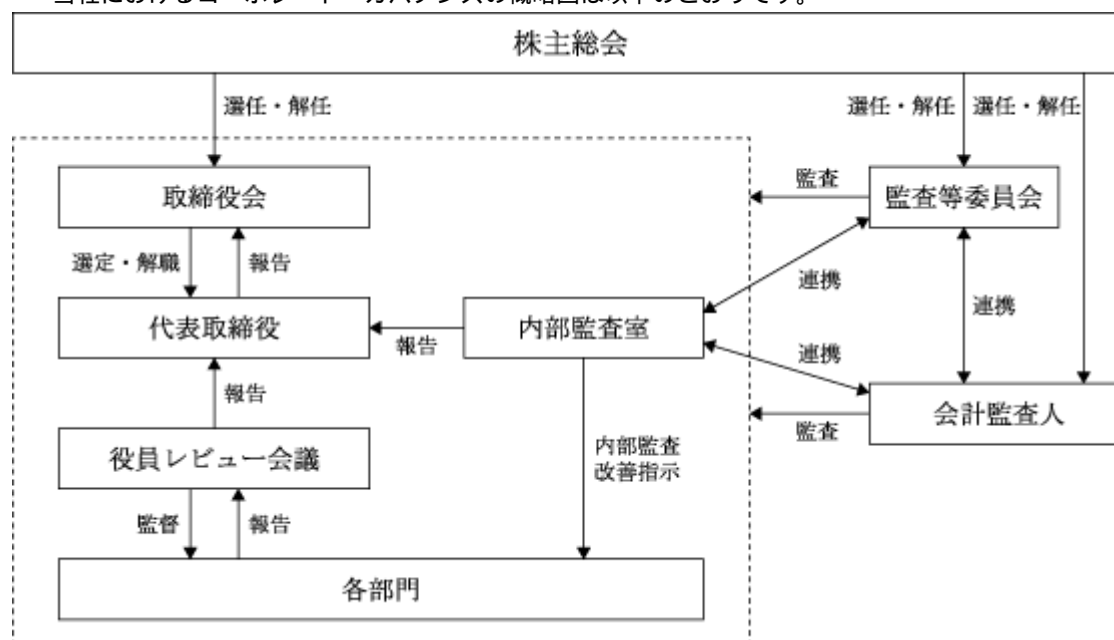 当社におけるコーポレート・ガバナンスの概略図は以下のとおりです。
株主総会
選任・解任
選任・解任 選任・解任
取締役会
監査
監査等委員会
選定・解職
報告
連携
連携
代表取締役
報告
内部監査室
連携
報告
会計監査人
監査
役員レビュー会議
内部監査
改善指示
監督
報告
各部門